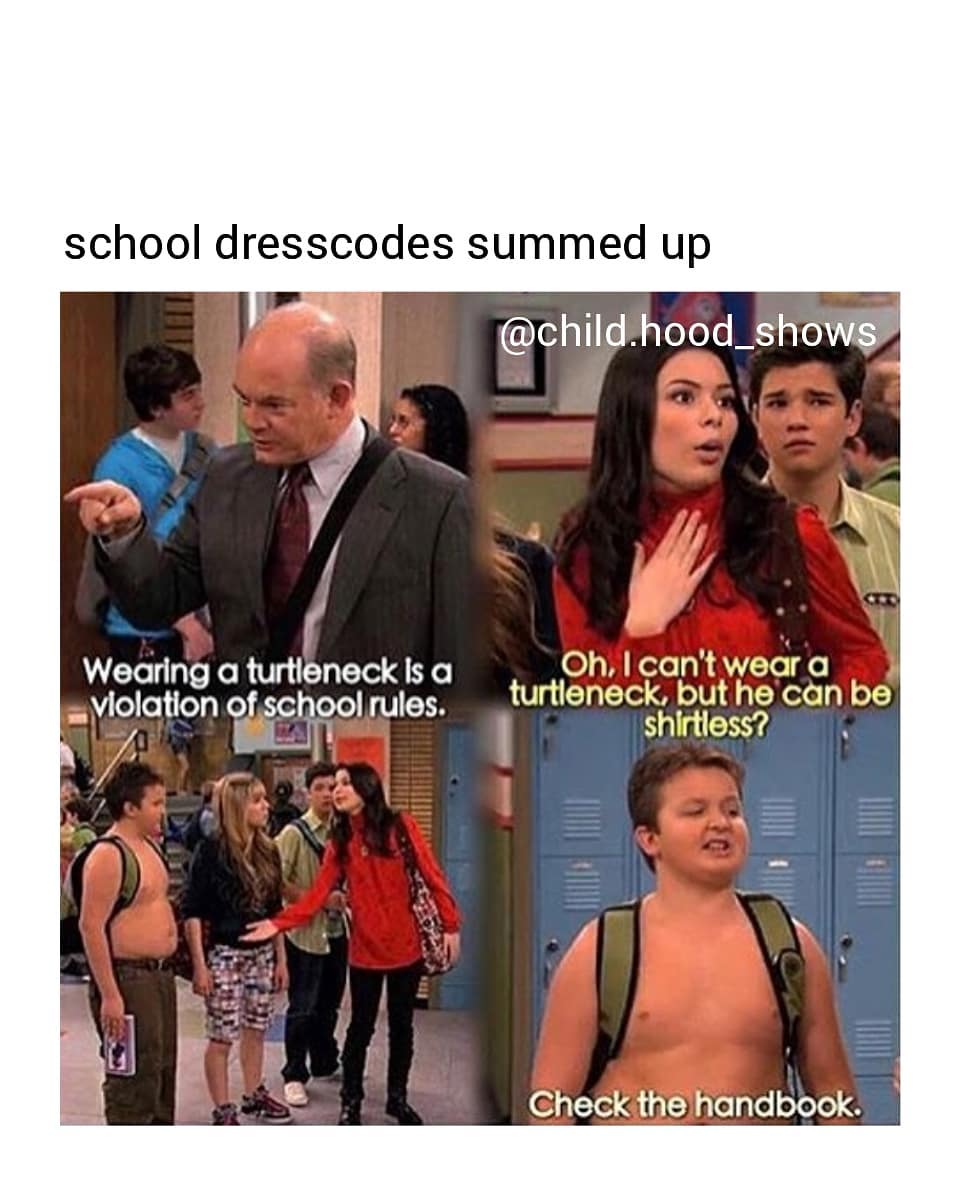 school dresscodes summed up
@child.hood_shows
Wearing a turtleneck is a
violation of school rules.
Oh, I can't wear a
turtleneck, but he can be
shirtless?
Check the handbook.